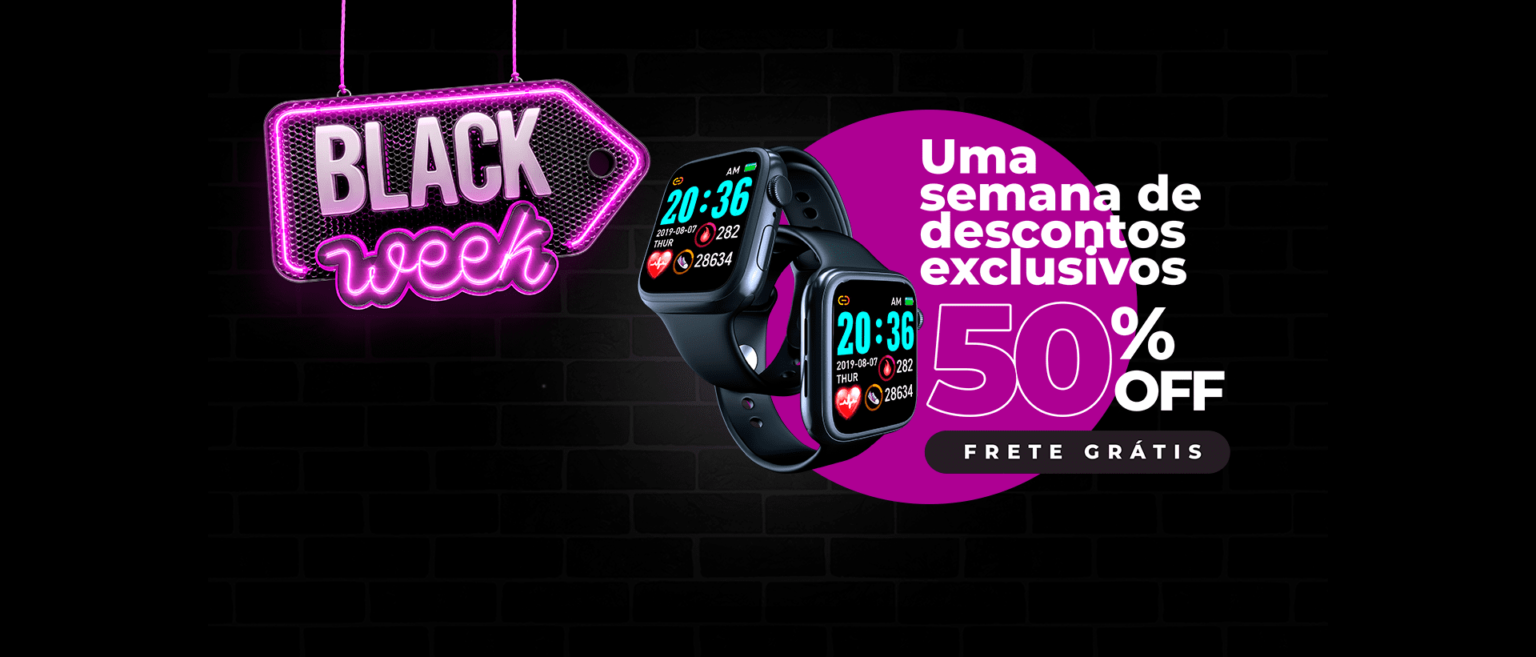 BLACK
week
AM
20:36
2019-08-07
THUR
282
28634
AM
20:36
2019-08-07
THUR
282
28634
Uma
semana de
descontos
exclusivos
50%
OFF
FRETE GRÁTIS